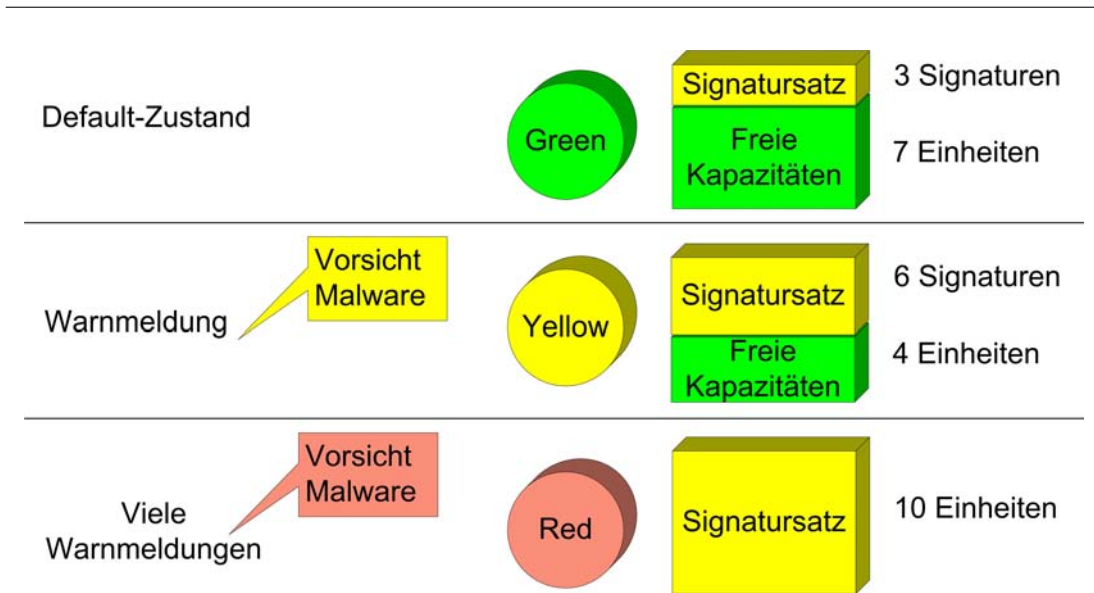 Default-Zustand
Green
Signatursatz
Freie
Kapazitäten
3 Signaturen
7 Einheiten
Vorsicht
Malware
Warnmeldung
Yellow
Signatursatz
Freie
Kapazitäten
6 Signaturen
4 Einheiten
Vorsicht
Malware
Viele
Warnmeldungen
Red
Signatursatz
10 Einheiten